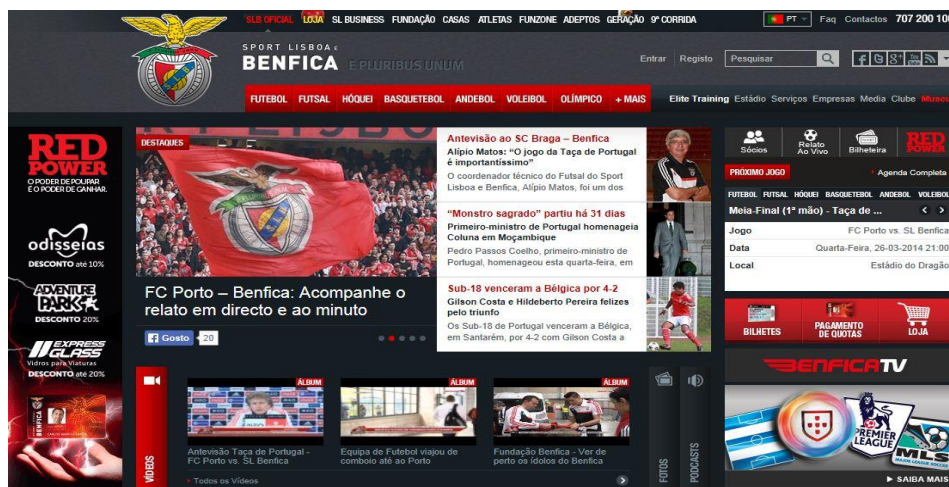 SLB OFICIAL LOJA SL BUSINESS FUNDAÇÃO CASAS ATLETAS FUNZONE ADEPTOS GERAÇÃO 9ª CORRIDA
PT Faq Contactos 707 200 100
SPORT LISBOA E
BENFICA E PLURIBUS UNUM
Entrar Registo Pesquisar
FUTEBOL FUTSAL HÓQUEI BASQUETEBOL ANDEBOL VOLEIBOL OLÍMPICO + MAIS
Elite Training Estádio Serviços Empresas Media Clube Museu
RED
POWER
O PODER DE POUPAR
E O PODER DE GANHAR.
odisseias
DESCONTO até 10%
ADVENTURE
PARK
DESCONTO 20%
EXPRESS
GLASS
Vidros para Viaturas
DESCONTO até 20%
BENFICA
DESTAQUES
FC Porto – Benfica: Acompanhe o
relato em directo e ao minuto
Gosto 20
Antevisão ao SC Braga – Benfica
Alípio Matos: “O jogo da Taça de Portugal
é importantíssimo”
O coordenador técnico do Futsal do Sport
Lisboa e Benfica, Alípio Matos, foi um dos
“Monstro sagrado” partiu há 31 dias
Primeiro-ministro de Portugal homenageia
Coluna em Moçambique
Pedro Passos Coelho, primeiro-ministro de
Portugal, homenageou esta quarta-feira, em
Sub-18 venceram a Bélgica por 4-2
Gilson Costa e Hildeberto Pereira felizes
pelo triunfo
Os Sub-18 de Portugal venceram a Bélgica,
em Santarém, por 4-2 com Gilson Costa a
Sócios
Relato
Ao Vivo
Bilheteira
RED
POWER
PRÓXIMO JOGO Agenda Completa
FUTEBOL FUTSAL HÓQUEI BASQUETEBOL ANDEBOL VOLEIBOL
Meia-Final (1ª mão) - Taça de ...
Jogo FC Porto vs. SL Benfica
Data Quarta-Feira, 26-03-2014 21:00
Local Estádio do Dragão
BILHETES
PAGAMENTO
DE QUOTAS
LOJA
BENFICA TV
PREMIER
LEAGUE
MLS
SAIBA MAIS
VÍDEOS
ÁLBUM
Antevisão Taça de Portugal -
FC Porto vs. SL Benfica
ÁLBUM
Equipa de Futebol viajou de
comboio até ao Porto
ÁLBUM
Fundação Benfica - Ver de
perto os ídolos do Benfica
Todos os Vídeos
FOTOS
PODCASTS